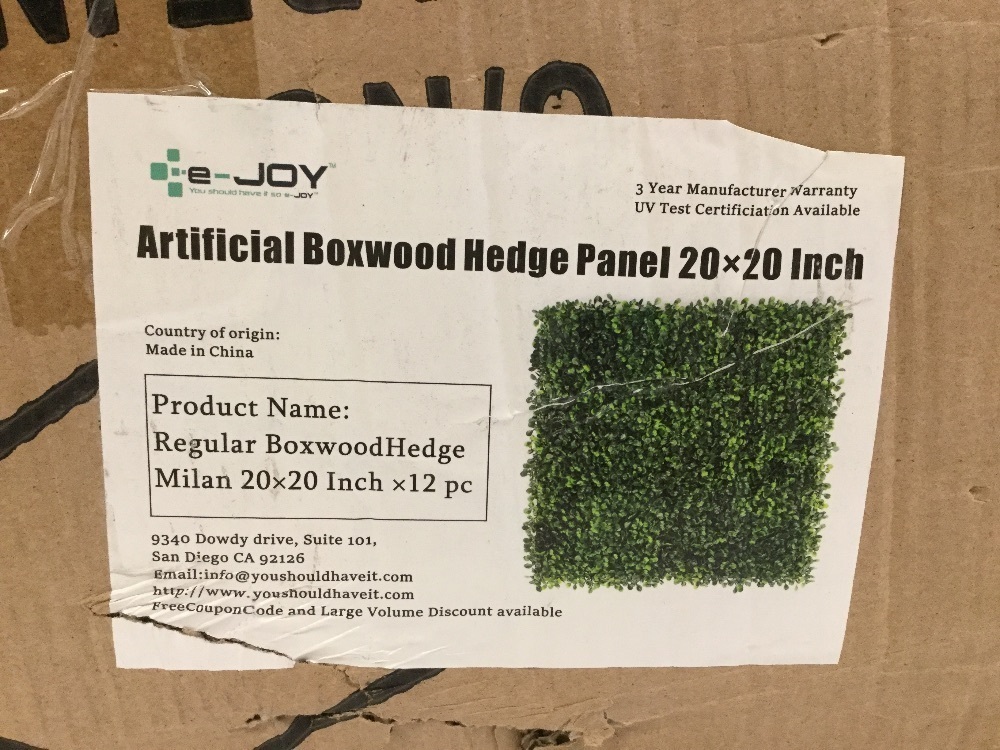 e-JOY™
You should have it so e-JOY™
3 Year Manufacturer Warranty
UV Test Certificiation Available
Artificial Boxwood Hedge Panel 20×20 Inch
Country of origin:
Made in China
Product Name:
Regular BoxwoodHedge
Milan 20×20 Inch ×12 pc
9340 Dowdy drive, Suite 101,
San Diego CA 92126
Email:info@youshouldhaveit.com
http://www.youshouldhaveit.com
FreeCouponCode and Large Volume Discount available